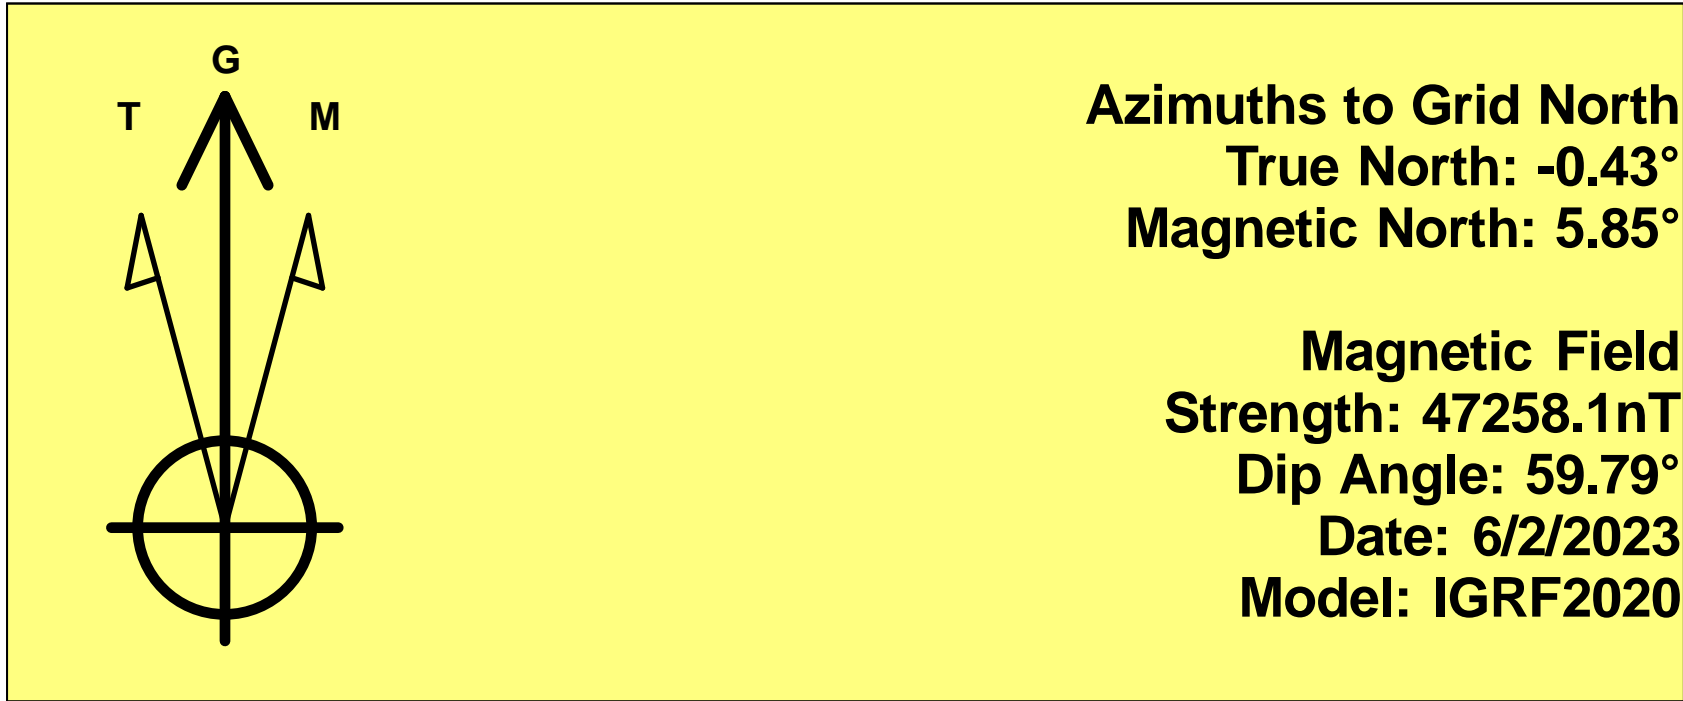 G
T
M
Azimuths to Grid North
True North: -0.43°
Magnetic North: 5.85°
Magnetic Field
Strength: 47258.1nT
Dip Angle: 59.79°
Date: 6/2/2023
Model: IGRF2020